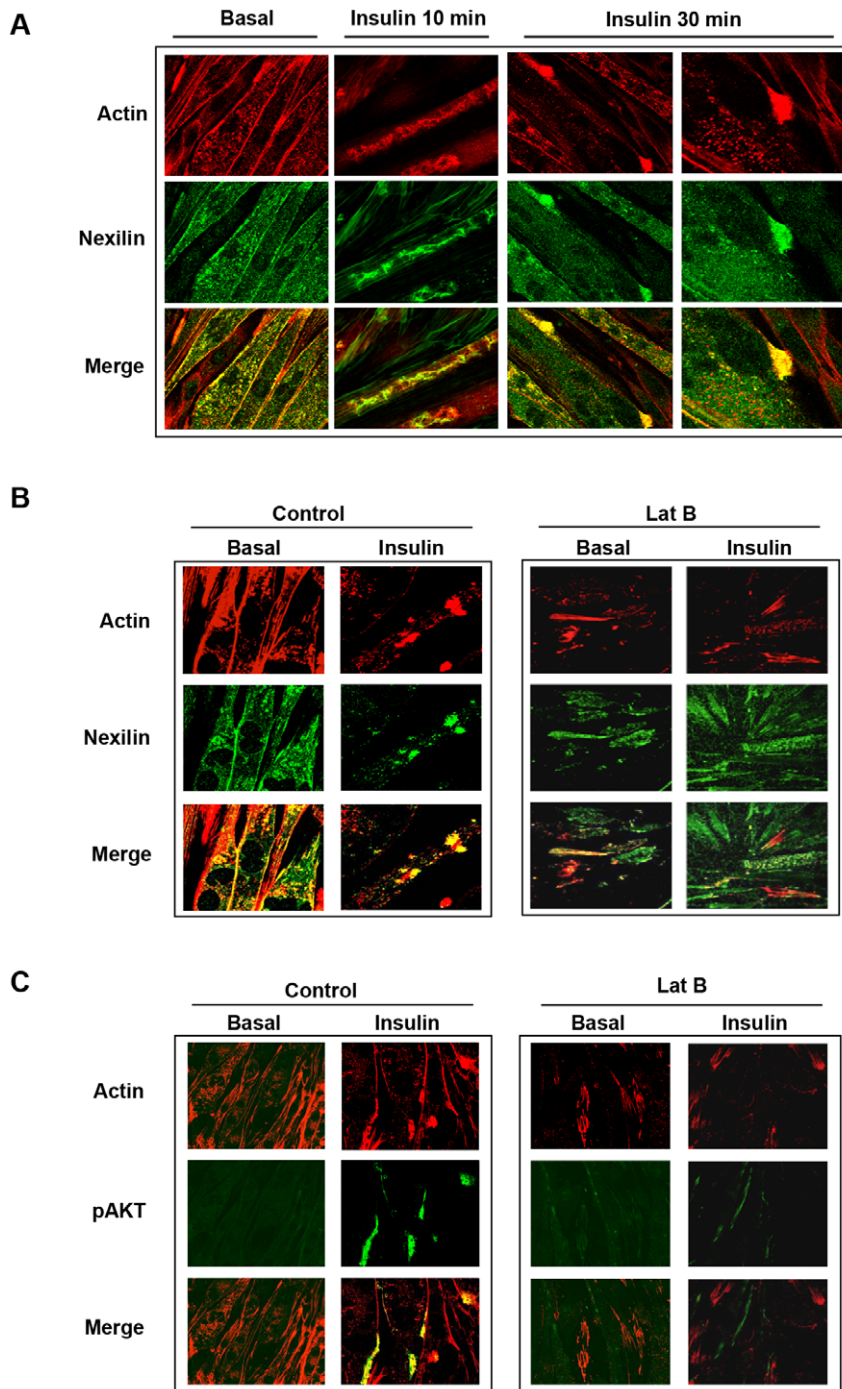 A
Basal Insulin 10 min Insulin 30 min
Actin
Nexilin
Merge
B
Control Lat B
Basal Insulin Basal Insulin
Actin
Nexilin
Merge
C
Control Lat B
Basal Insulin Basal Insulin
Actin
pAKT
Merge